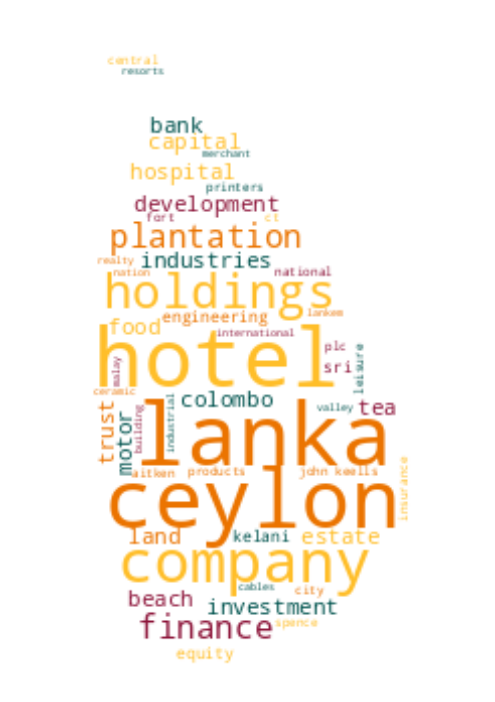 central
resorts
bank
capital
merchant
hospital
printers
development
fort ct
plantation
realty industries
nation national
holdings
food engineering lankem
international
hotel
malay plc
sri leisure
ceramic
trust motor building industrial colombo valley tea
lanka
aitken products john keells
insurance
ceylon
land kelani estate
company
cables city
beach investment
finance spence
equity